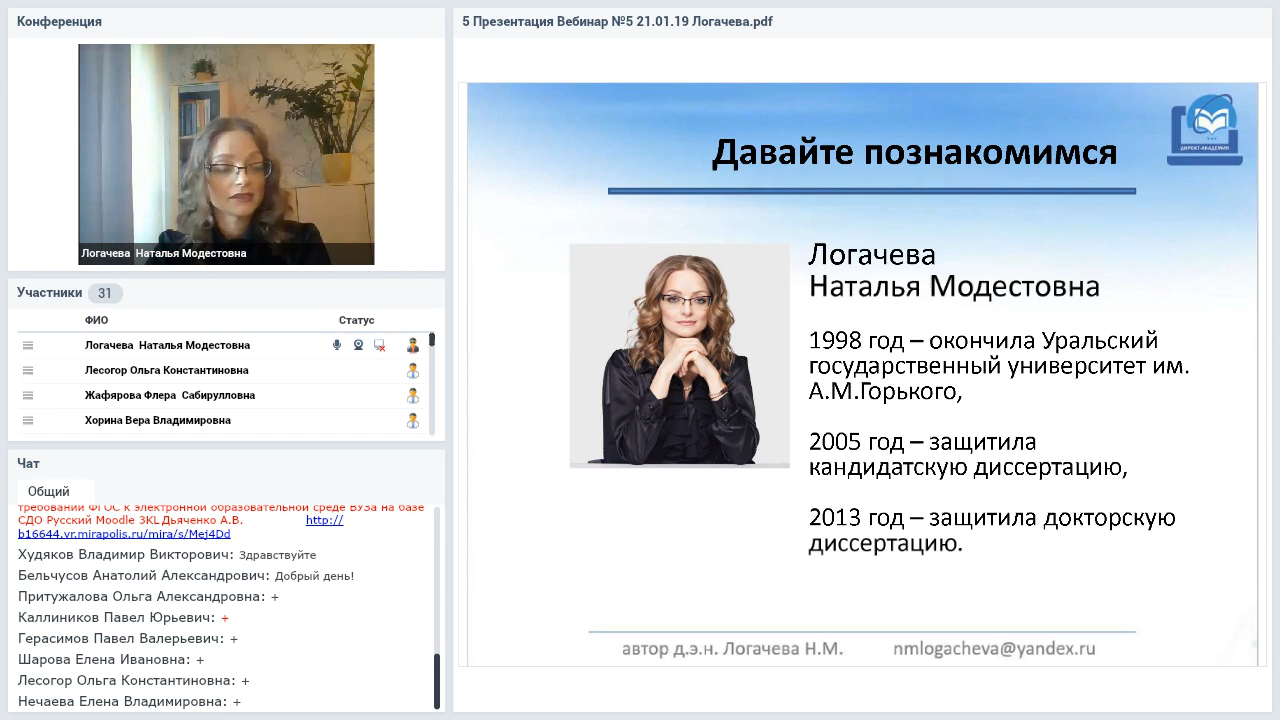 Конференция
Логачева Наталья Модестовна
Участники 31
ФИО Статус
Логачева Наталья Модестовна
Лесогор Ольга Константиновна
Жафярова Флера Сабирулловна
Хорина Вера Владимировна
Чат
Общий
требований ФГОС к электронной образовательной среде ВУЗа на базе
СДО Русский Moodle 3KL Дьяченко А.В. http://
b16644.vr.mirapolis.ru/mira/s/Mej4Dd
Худяков Владимир Викторович: Здравствуйте
Бельчусов Анатолий Александрович: Добрый день!
Притужалова Ольга Александровна: +
Каллиников Павел Юрьевич: +
Герасимов Павел Валерьевич: +
Шарова Елена Ивановна: +
Лесогор Ольга Константиновна: +
Нечаева Елена Владимировна: +
5 Презентация Вебинар №5 21.01.19 Логачева.pdf
ДИРЕКТ-АКАДЕМИЯ
Давайте познакомимся
Логачева
Наталья Модестовна
1998 год – окончила Уральский
государственный университет им.
А.М.Горького,
2005 год – защитила
кандидатскую диссертацию,
2013 год – защитила докторскую
диссертацию.
автор д.э.н. Логачева Н.М. nmlogacheva@yandex.ru